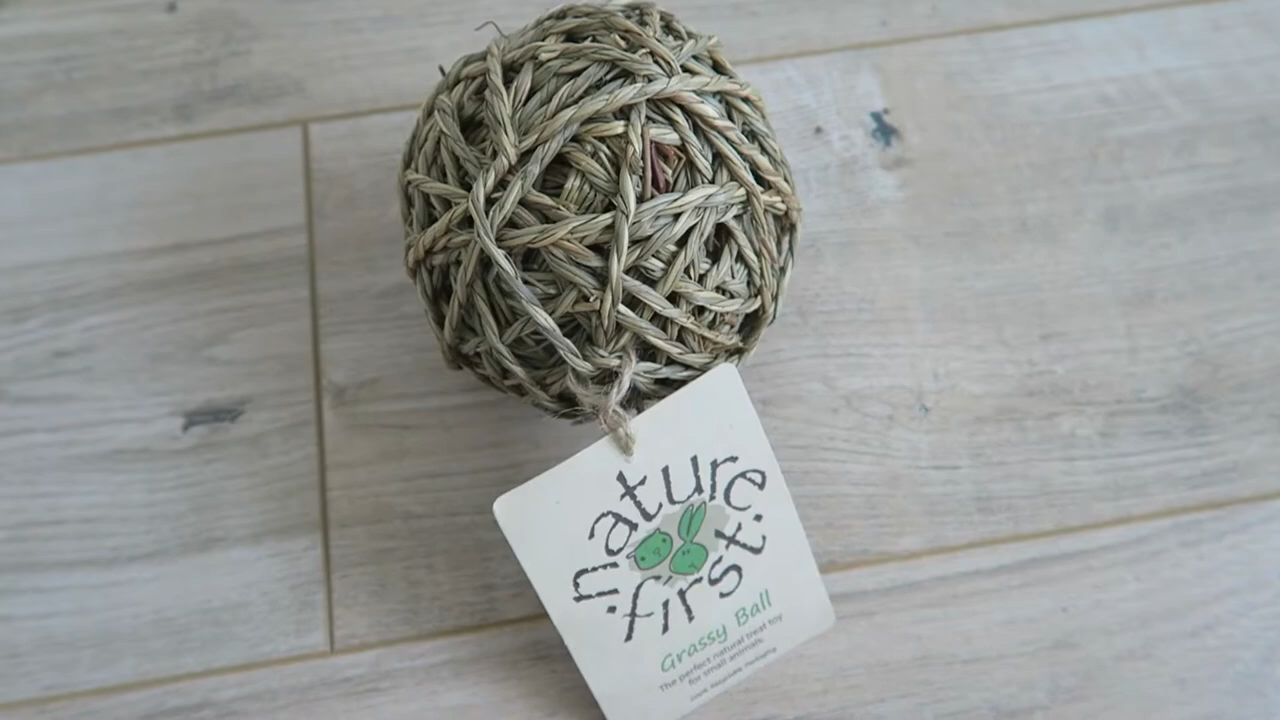 nature
first
Grassy Ball
The perfect natural treat toy
for small animals.